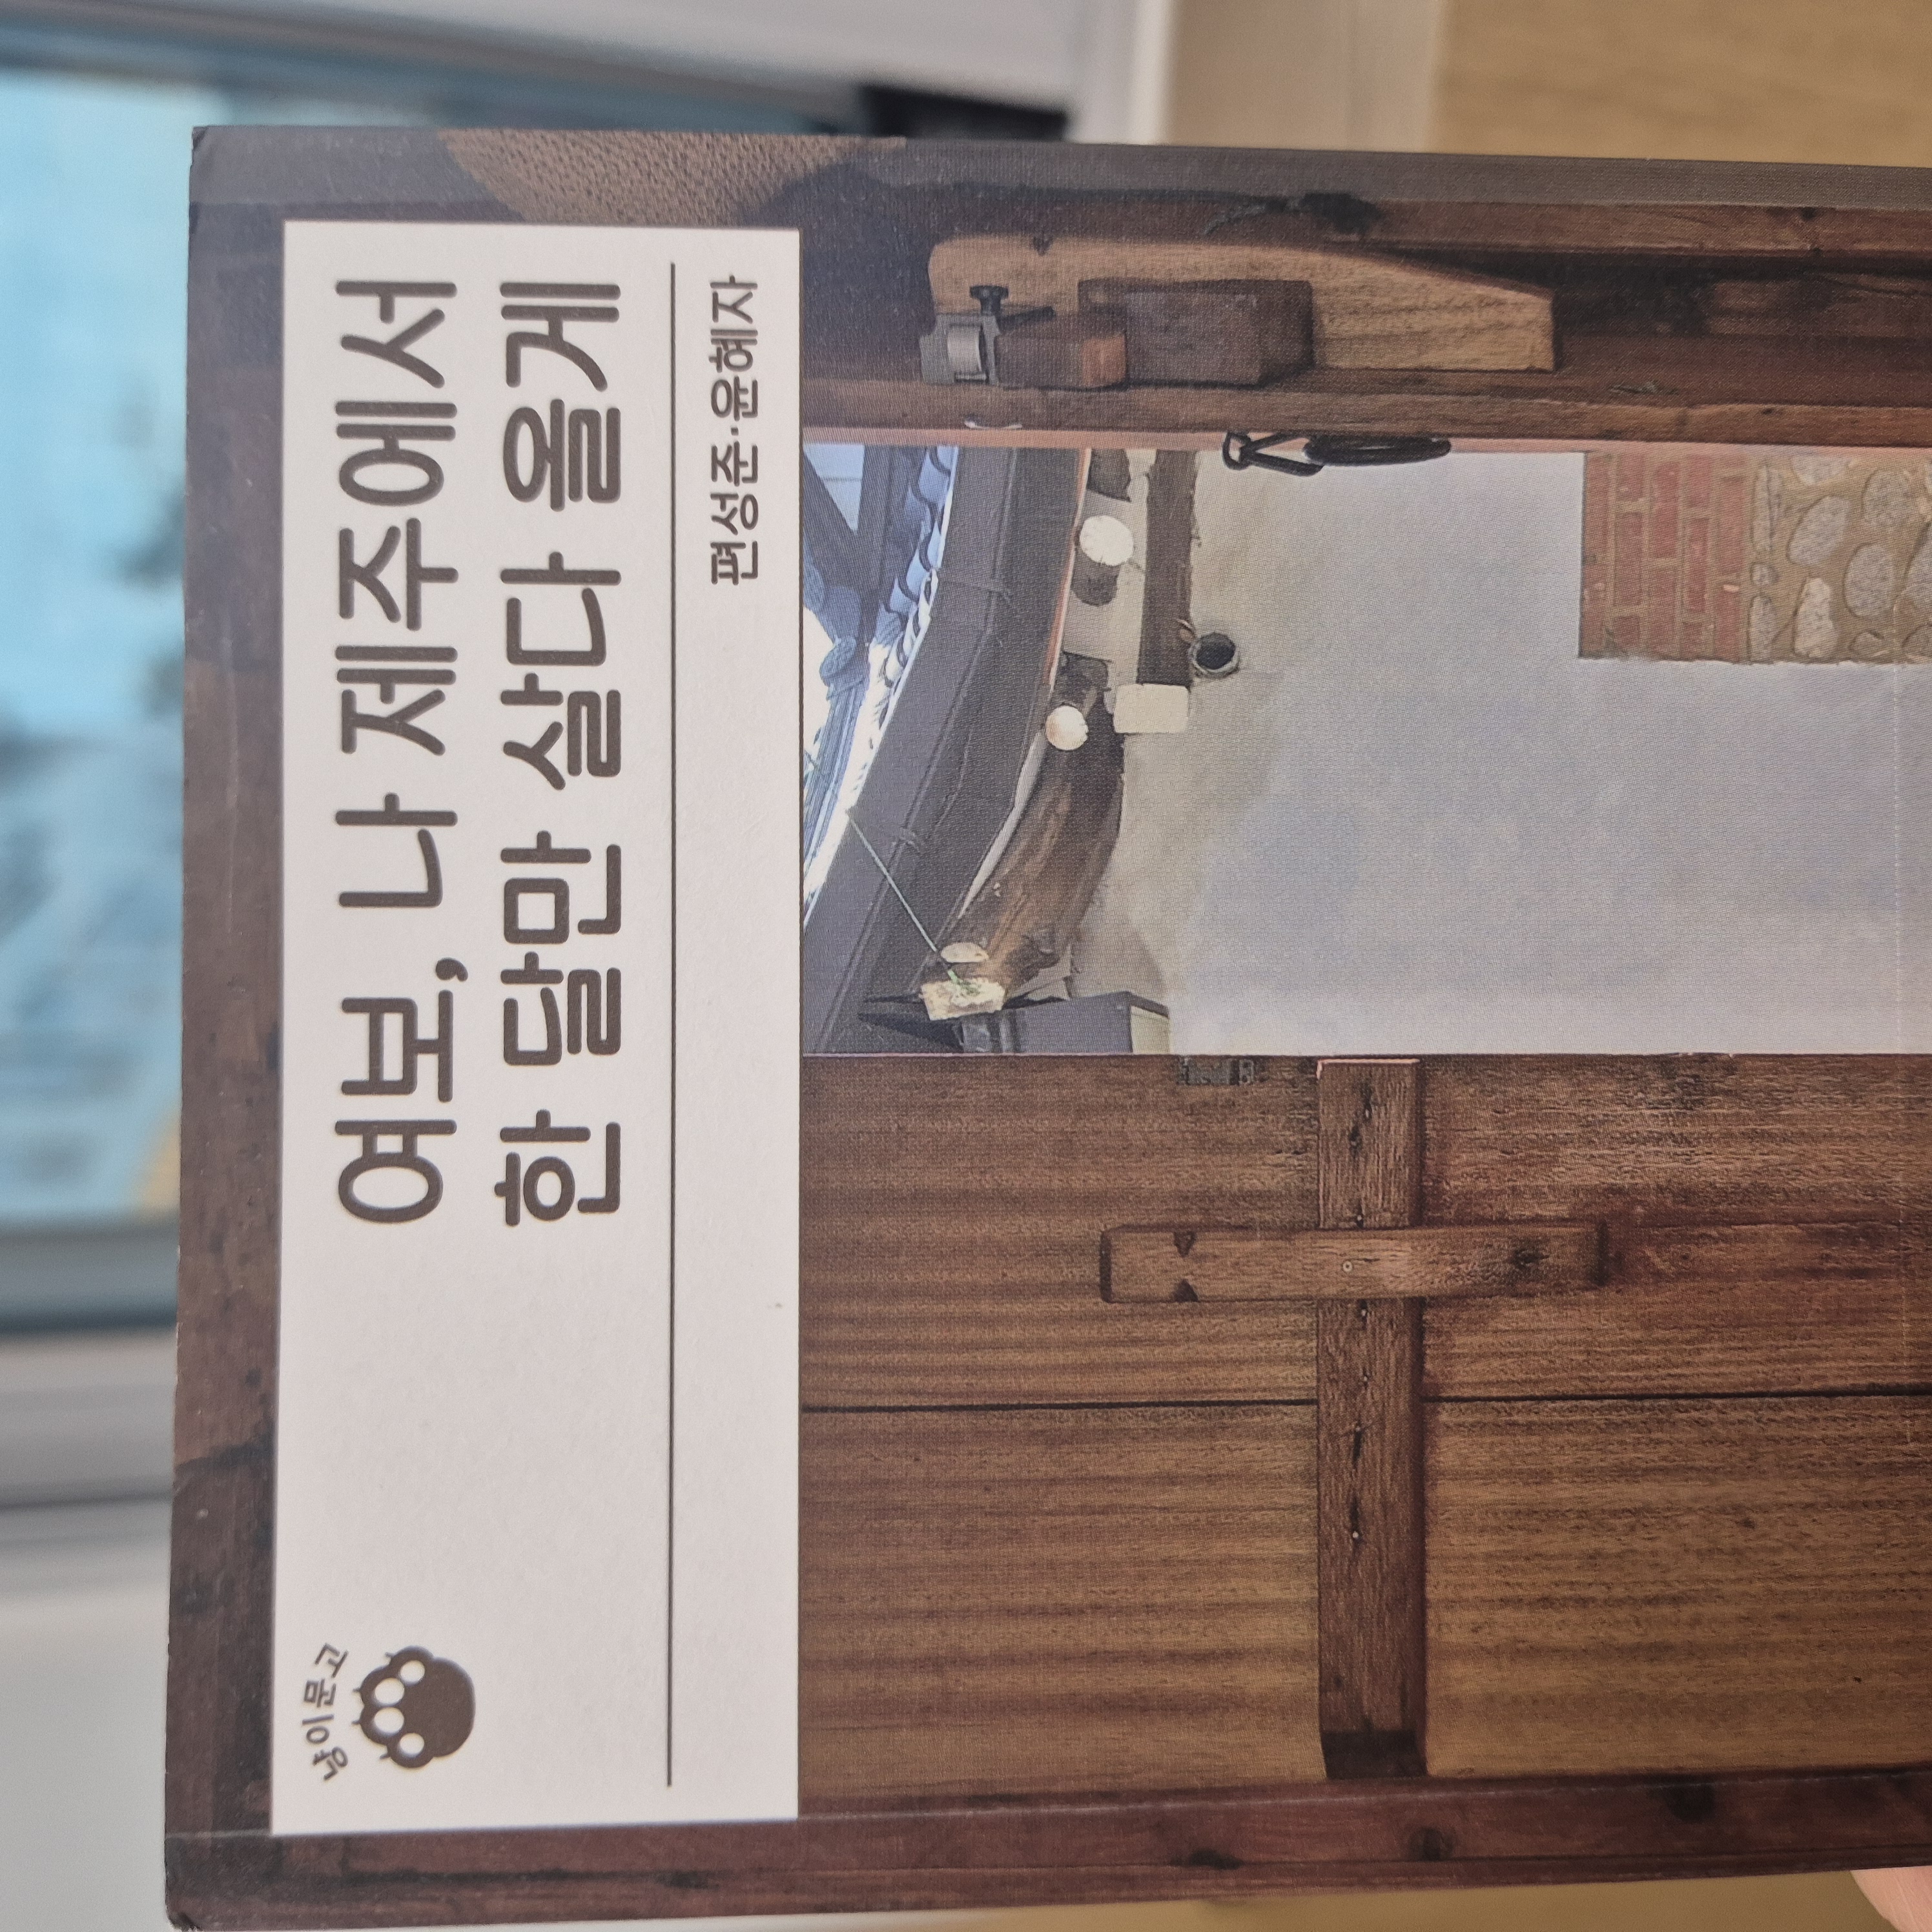 냥이문고
여보, 나 제주에서
한 달만 살다 올게
편성준·윤혜자